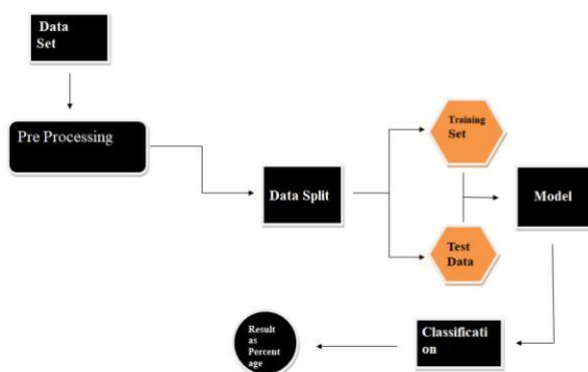 Data
Set
Pre Processing
Training
Set
Data Split
Model
Test
Data
Classificati
on
Result
as
Percent
age